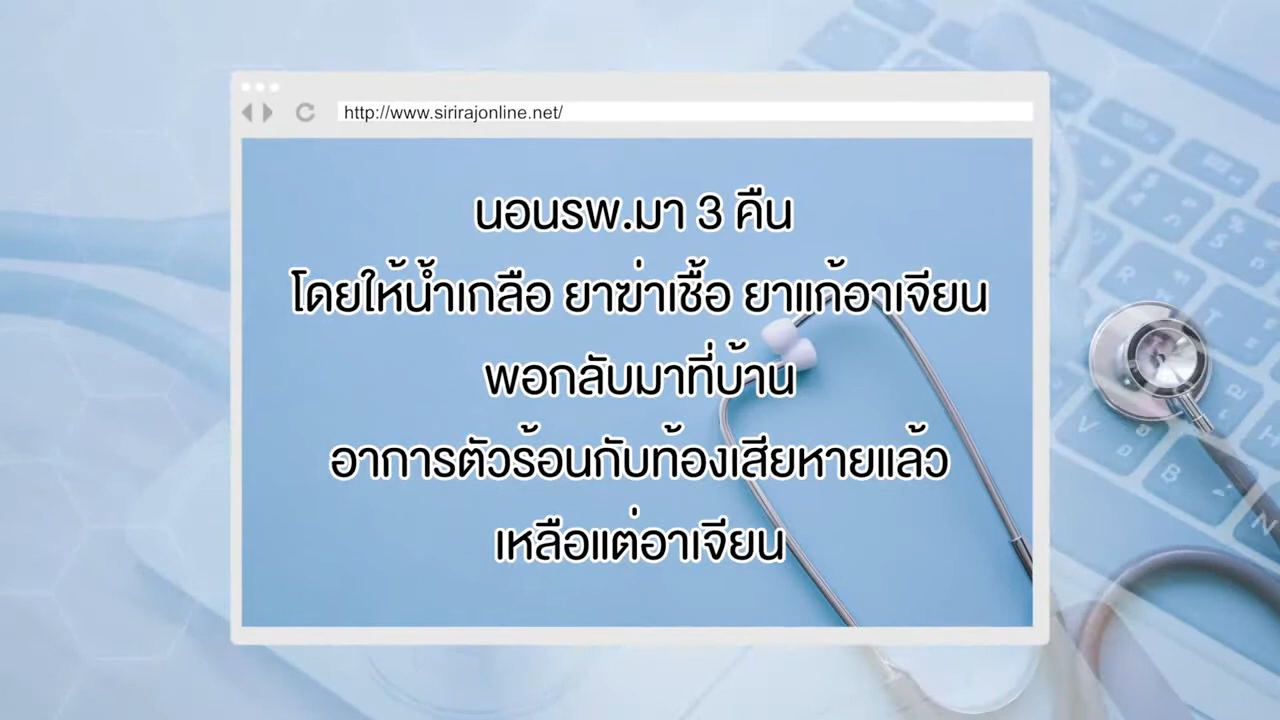 http://www.sirirajonline.net/
นอนรพ.มา 3 คืน
โดยให้น้ำเกลือ ยาฆ่าเชื้อ ยาแก้อาเจียน
พอกลับมาที่บ้าน
อาการตัวร้อนกับท้องเสียหายแล้ว
เหลือแต่อาเจียน